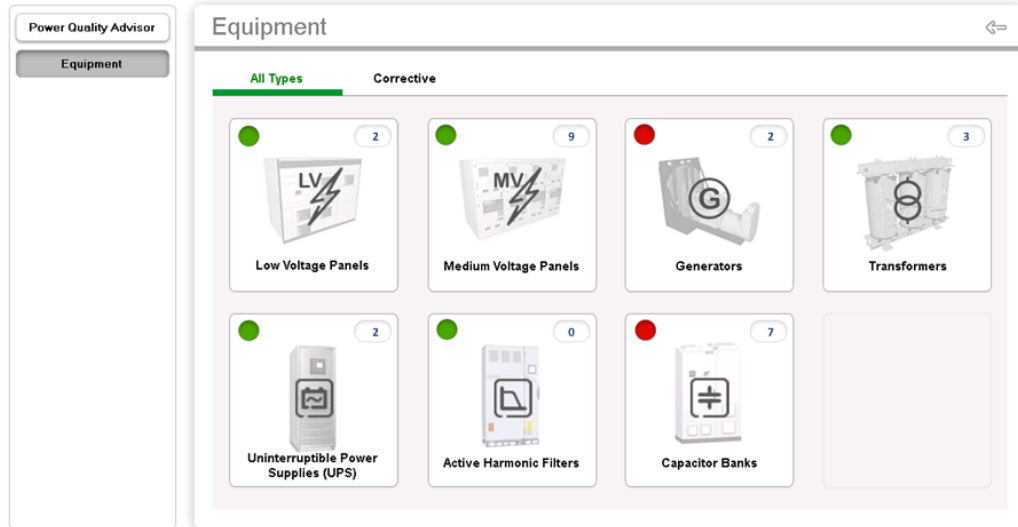 Power Quality Advisor
Equipment
Equipment
All Types
Corrective
2
LV
Low Voltage Panels
9
MV
Medium Voltage Panels
2
G
Generators
3
Transformers
2
Uninterruptible Power
Supplies (UPS)
0
Active Harmonic Filters
7
Capacitor Banks